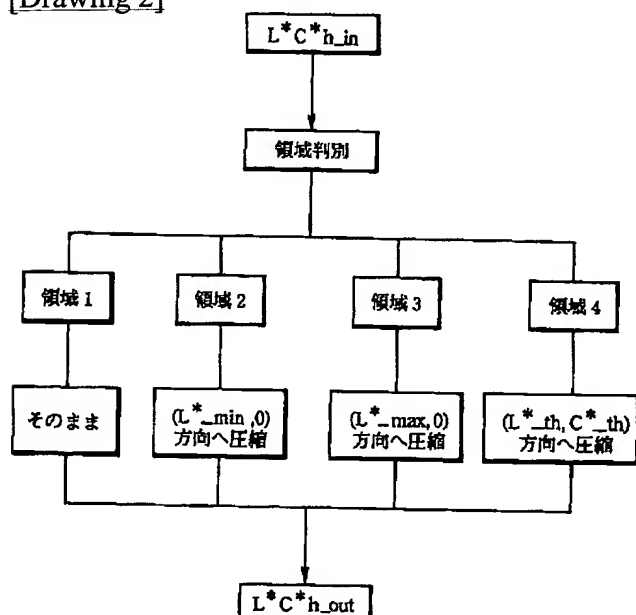 [Drawing 2]
L*C*h_in
領域判別
領域1
領域2
領域3
領域4
そのまま
(L*_min,0)
方向へ圧縮
(L*_max,0)
方向へ圧縮
(L*_th, C*_th)
方向へ圧縮
L*C*h_out